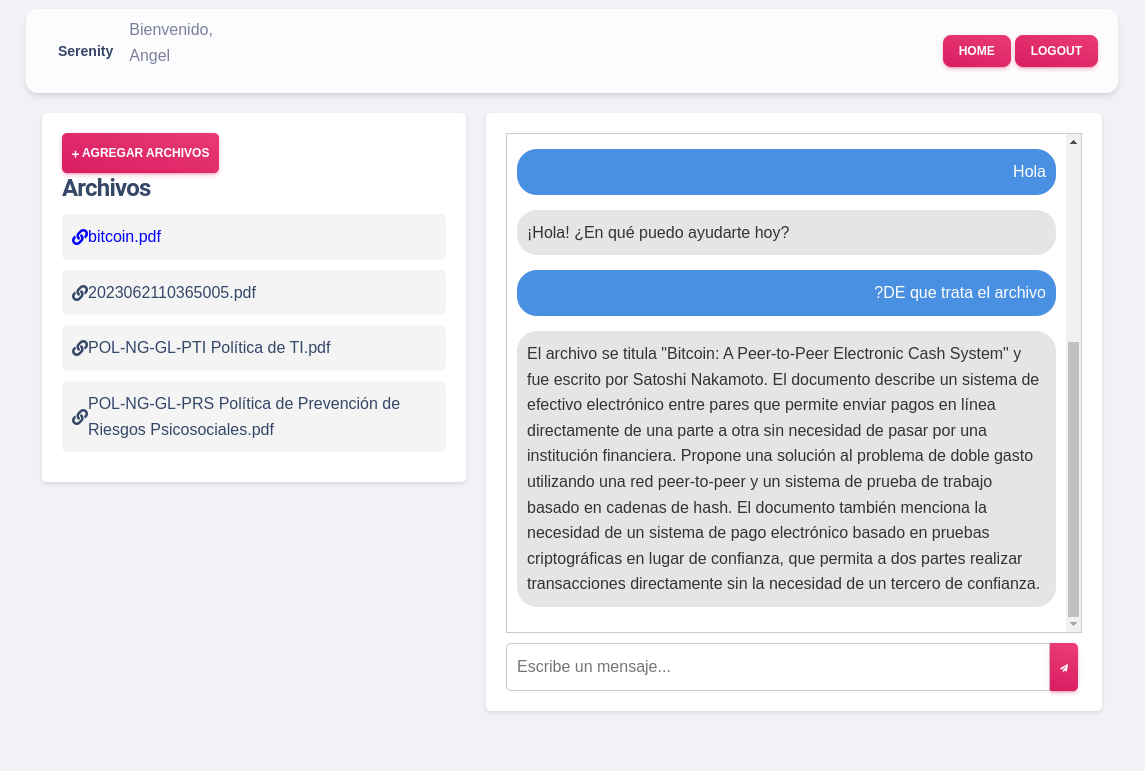 Serenity
Bienvenido,
Angel
HOME
LOGOUT
+ AGREGAR ARCHIVOS
Archivos
bitcoin.pdf
2023062110365005.pdf
POL-NG-GL-PTI Política de TI.pdf
POL-NG-GL-PRS Política de Prevención de
Riesgos Psicosociales.pdf
Hola
¡Hola! ¿En qué puedo ayudarte hoy?
?DE que trata el archivo
El archivo se titula "Bitcoin: A Peer-to-Peer Electronic Cash System" y
fue escrito por Satoshi Nakamoto. El documento describe un sistema de
efectivo electrónico entre pares que permite enviar pagos en línea
directamente de una parte a otra sin necesidad de pasar por una
institución financiera. Propone una solución al problema de doble gasto
utilizando una red peer-to-peer y un sistema de prueba de trabajo
basado en cadenas de hash. El documento también menciona la
necesidad de un sistema de pago electrónico basado en pruebas
criptográficas en lugar de confianza, que permita a dos partes realizar
transacciones directamente sin la necesidad de un tercero de confianza.
Escribe un mensaje...